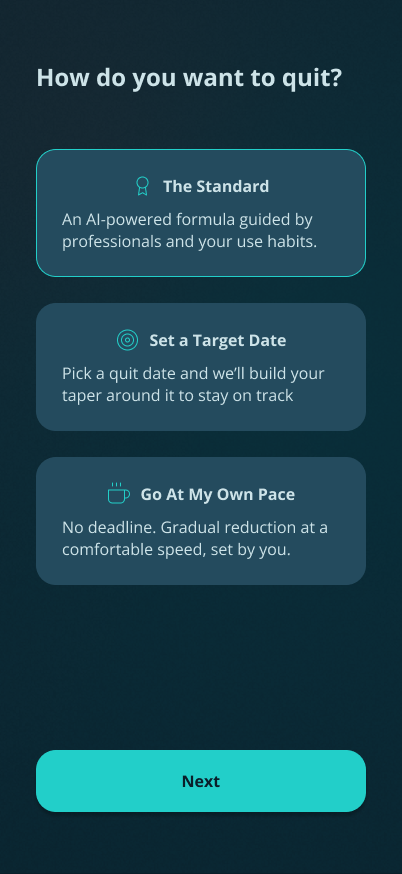 How do you want to quit?
The Standard
An AI-powered formula guided by
professionals and your use habits.
Set a Target Date
Pick a quit date and we’ll build your
taper around it to stay on track
Go At My Own Pace
No deadline. Gradual reduction at a
comfortable speed, set by you.
Next